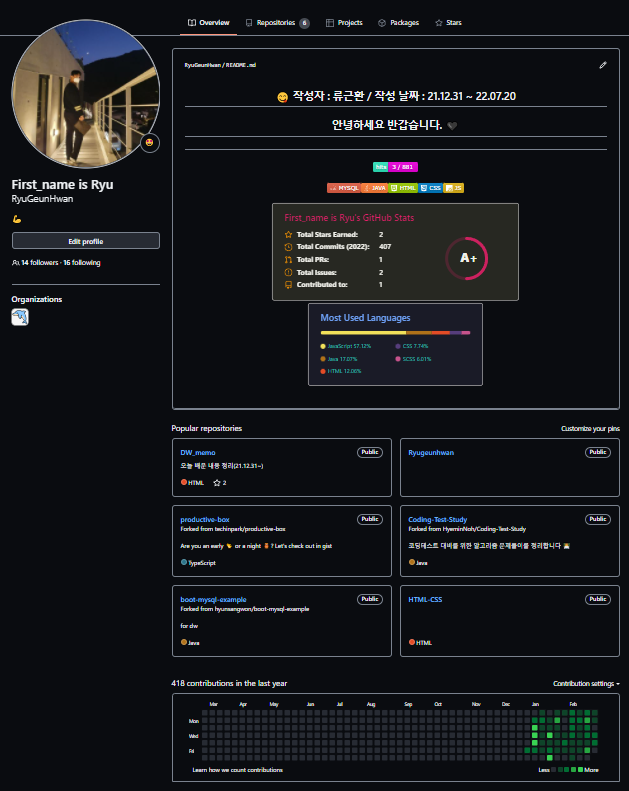 Overview
Repositories 6
Projects
Packages
Stars
First_name is Ryu
RyuGeunHwan
Edit profile
14 followers · 16 following
Organizations
RyuGeunHwan / README.md
작성자 : 류근환 / 작성 날짜 : 21.12.31 ~ 22.07.20
안녕하세요 반갑습니다.
hits 3 / 881
MYSQL JAVA HTML CSS JS
First_name is Ryu's GitHub Stats
Total Stars Earned: 2
Total Commits (2022): 407
Total PRs: 1
Total Issues: 2
Contributed to: 1
A+
Most Used Languages
JavaScript 57.12%
CSS 7.74%
Java 17.07%
SCSS 6.01%
HTML 12.06%
Popular repositories
Customize your pins
DW_memo Public
오늘 배운 내용 정리(21.12.31~)
HTML 2
Ryugeunhwan Public
productive-box Public
Forked from techinpark/productive-box
Are you an early or a night ? Let's check out in gist
TypeScript
Coding-Test-Study Public
Forked from HyeminNoh/Coding-Test-Study
코딩테스트 대비를 위한 알고리즘 문제풀이를 정리합니다
Java
boot-mysql-example Public
Forked from hyunsangwon/boot-mysql-example
for dw
Java
HTML-CSS Public
HTML
418 contributions in the last year
Contribution settings
Mar Apr May Jun Jul Aug Sep Oct Nov Dec Jan Feb
Mon
Wed
Fri
Learn how we count contributions
Less More